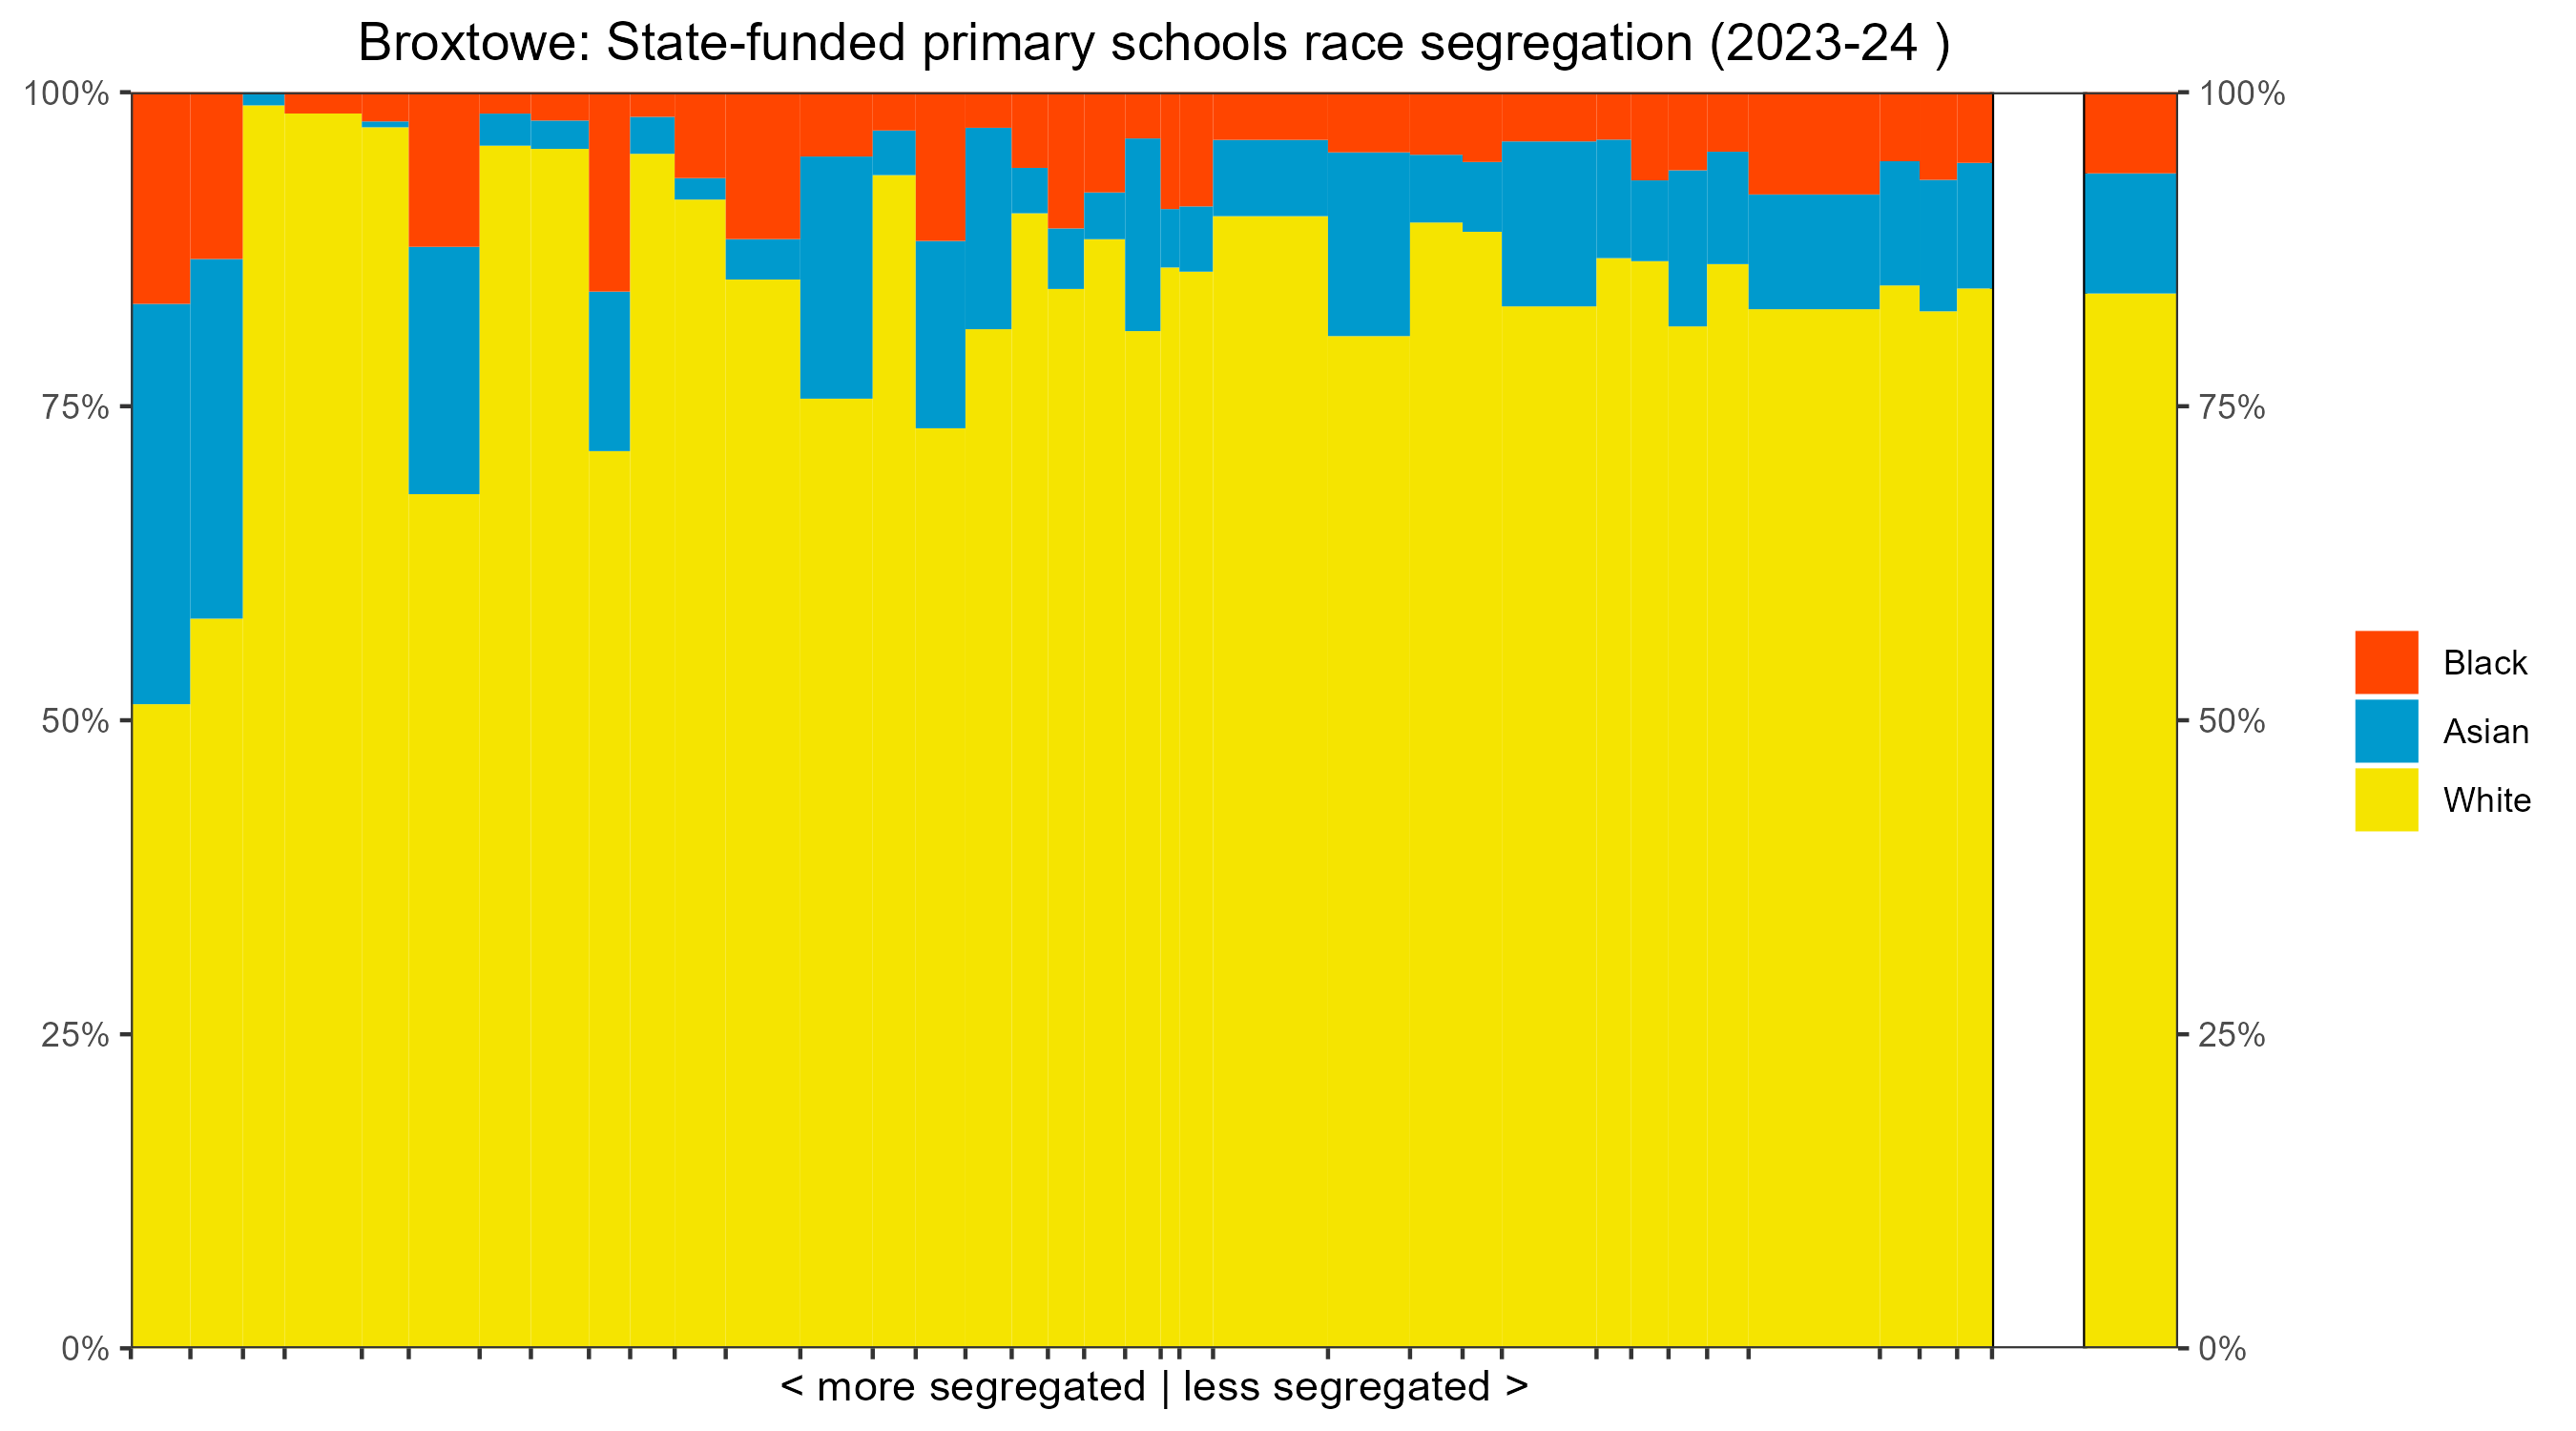 Broxtowe: State-funded primary schools race segregation (2023-24 )
100%
100%
75%
75%
50%
50%
25%
25%
0%
0%
Black
Asian
White
< more segregated | less segregated >